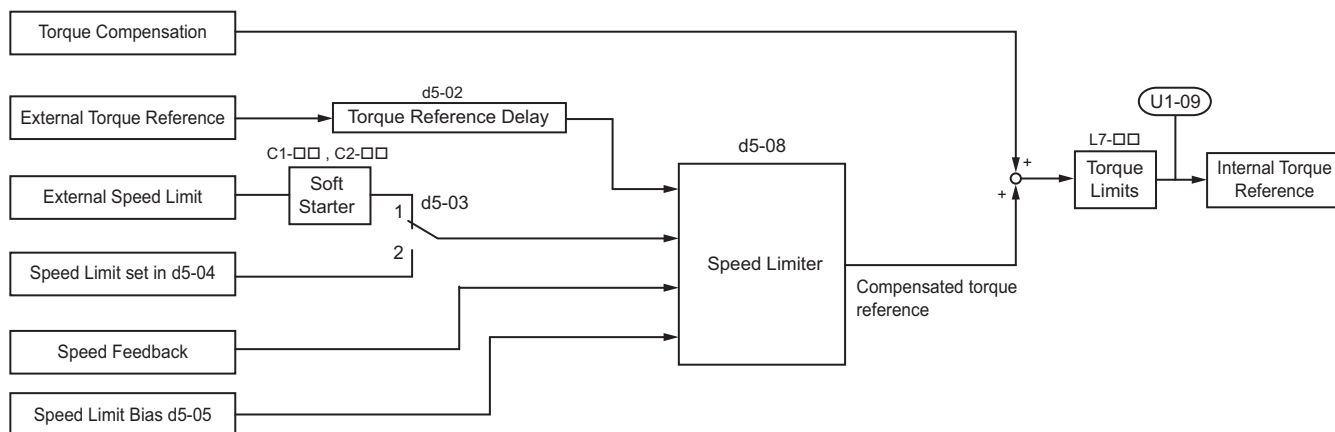 Torque Compensation
d5-02
External Torque Reference
Torque Reference Delay
U1-09
C1-□□ , C2-□□
d5-08
L7-□□
External Speed Limit
Soft
Starter
d5-03
1
2
+
+
Torque
Limits
Internal Torque
Reference
Speed Limit set in d5-04
Speed Limiter
Compensated torque
reference
Speed Feedback
Speed Limit Bias d5-05